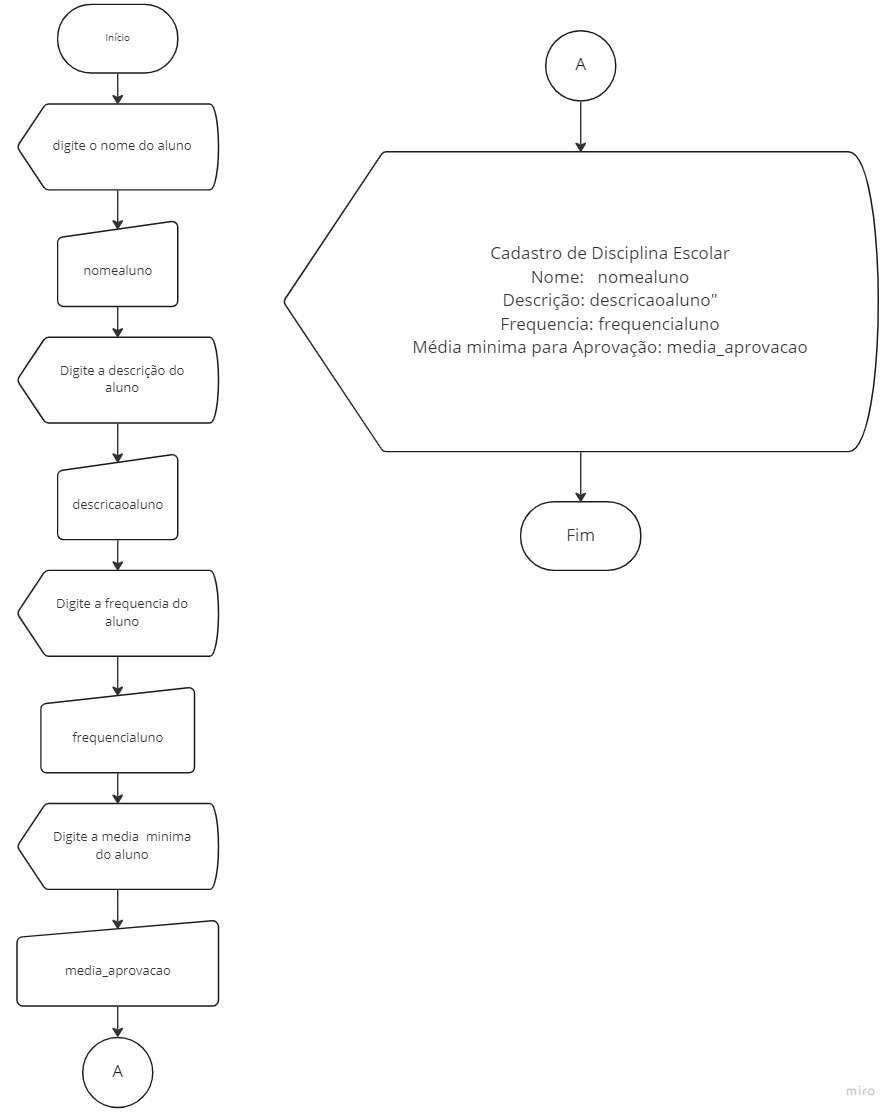 Início
digite o nome do aluno
nomealuno
Digite a descrição do
aluno
descricaoaluno
Digite a frequencia do
aluno
frequencialuno
Digite a media  minima
do aluno
media_aprovacao
A
A
Cadastro de Disciplina Escolar
Nome:   nomealuno
Descrição: descricaoaluno"
Frequencia: frequencialuno
Média minima para Aprovação: media_aprovacao
Fim
miro